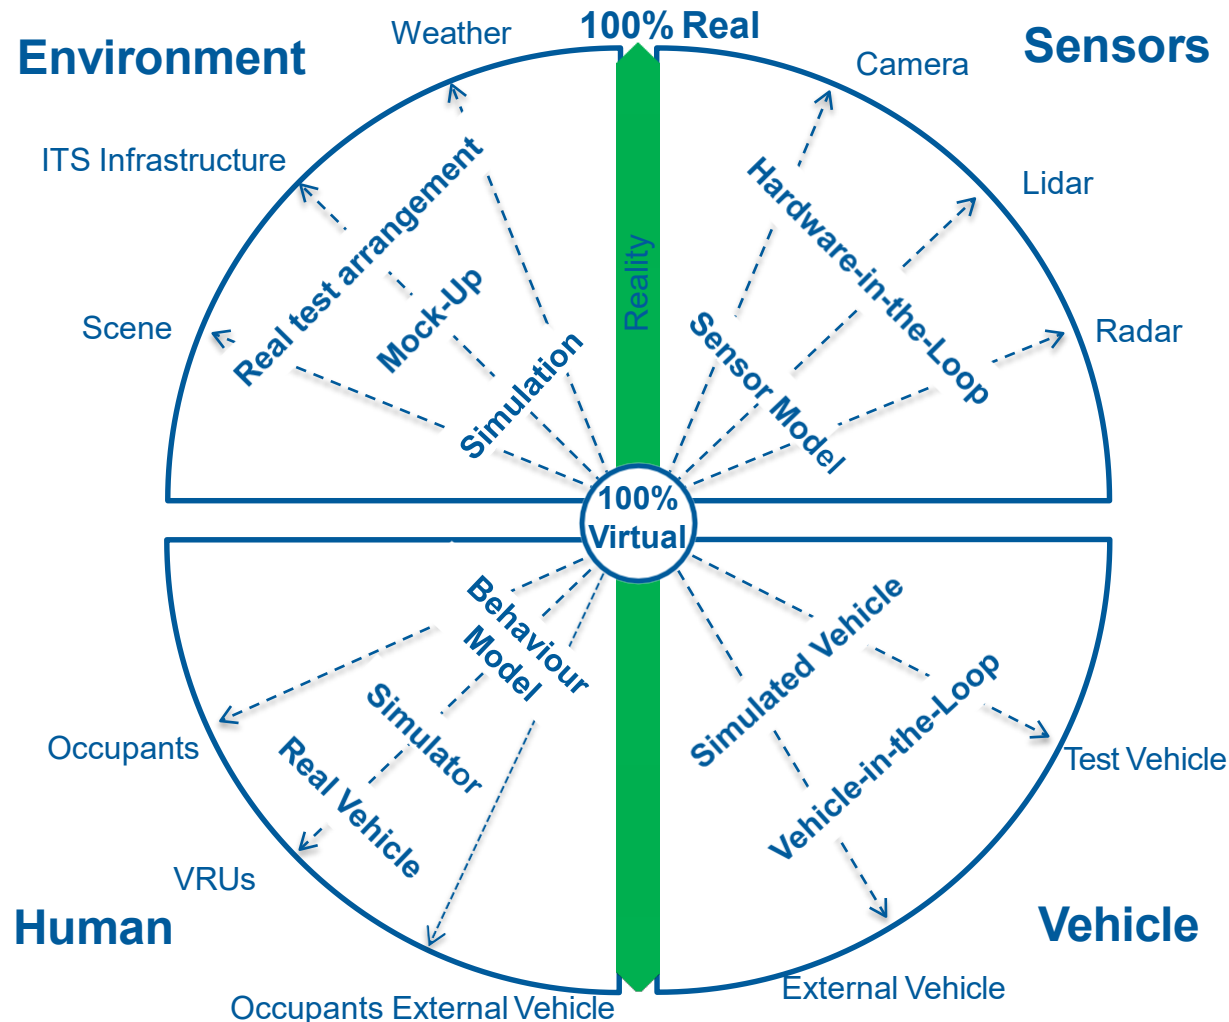 Environment
Weather
100% Real
Sensors
Camera
ITS Infrastructure
Lidar
Scene
Radar
Real test arrangement
Mock-Up
Simulation
Reality
Hardware-in-the-Loop
Sensor Model
100%
Virtual
Behaviour
Model
Simulator
Real Vehicle
Simulated Vehicle
Vehicle-in-the-Loop
Occupants
Test Vehicle
VRUs
Human
Vehicle
Occupants External Vehicle
External Vehicle